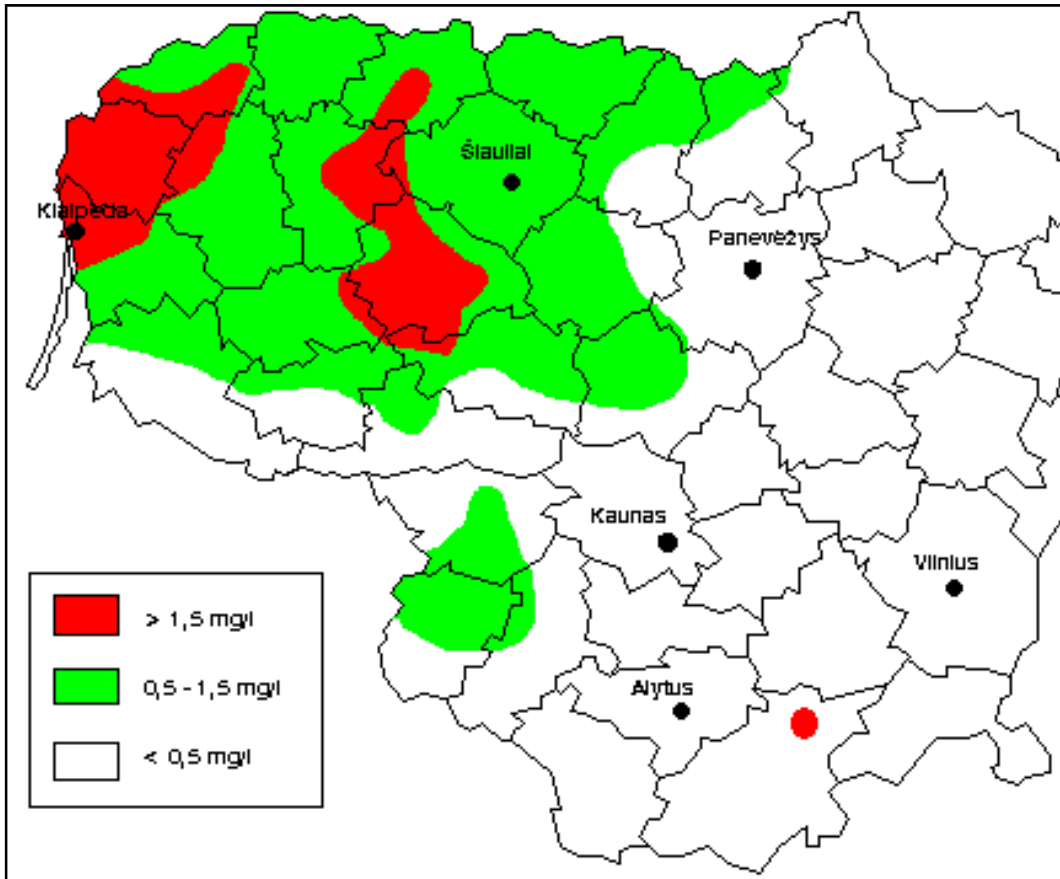 Šiauliai
Klaipėda
Panevėžys
Kaunas
Vilnius
Alytus
> 1,5 mg/l
0,5 - 1,5 mg/l
< 0,5 mg/l